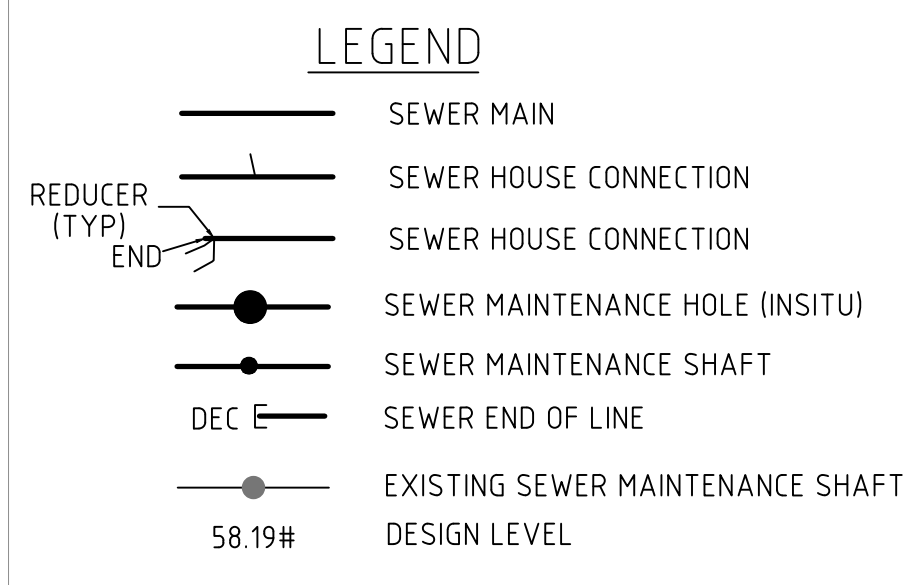 LEGEND
SEWER MAIN
SEWER HOUSE CONNECTION
REDUCER
(TYP)
END
SEWER HOUSE CONNECTION
SEWER MAINTENANCE HOLE (INSITU)
SEWER MAINTENANCE SHAFT
DEC SEWER END OF LINE
EXISTING SEWER MAINTENANCE SHAFT
58.19# DESIGN LEVEL